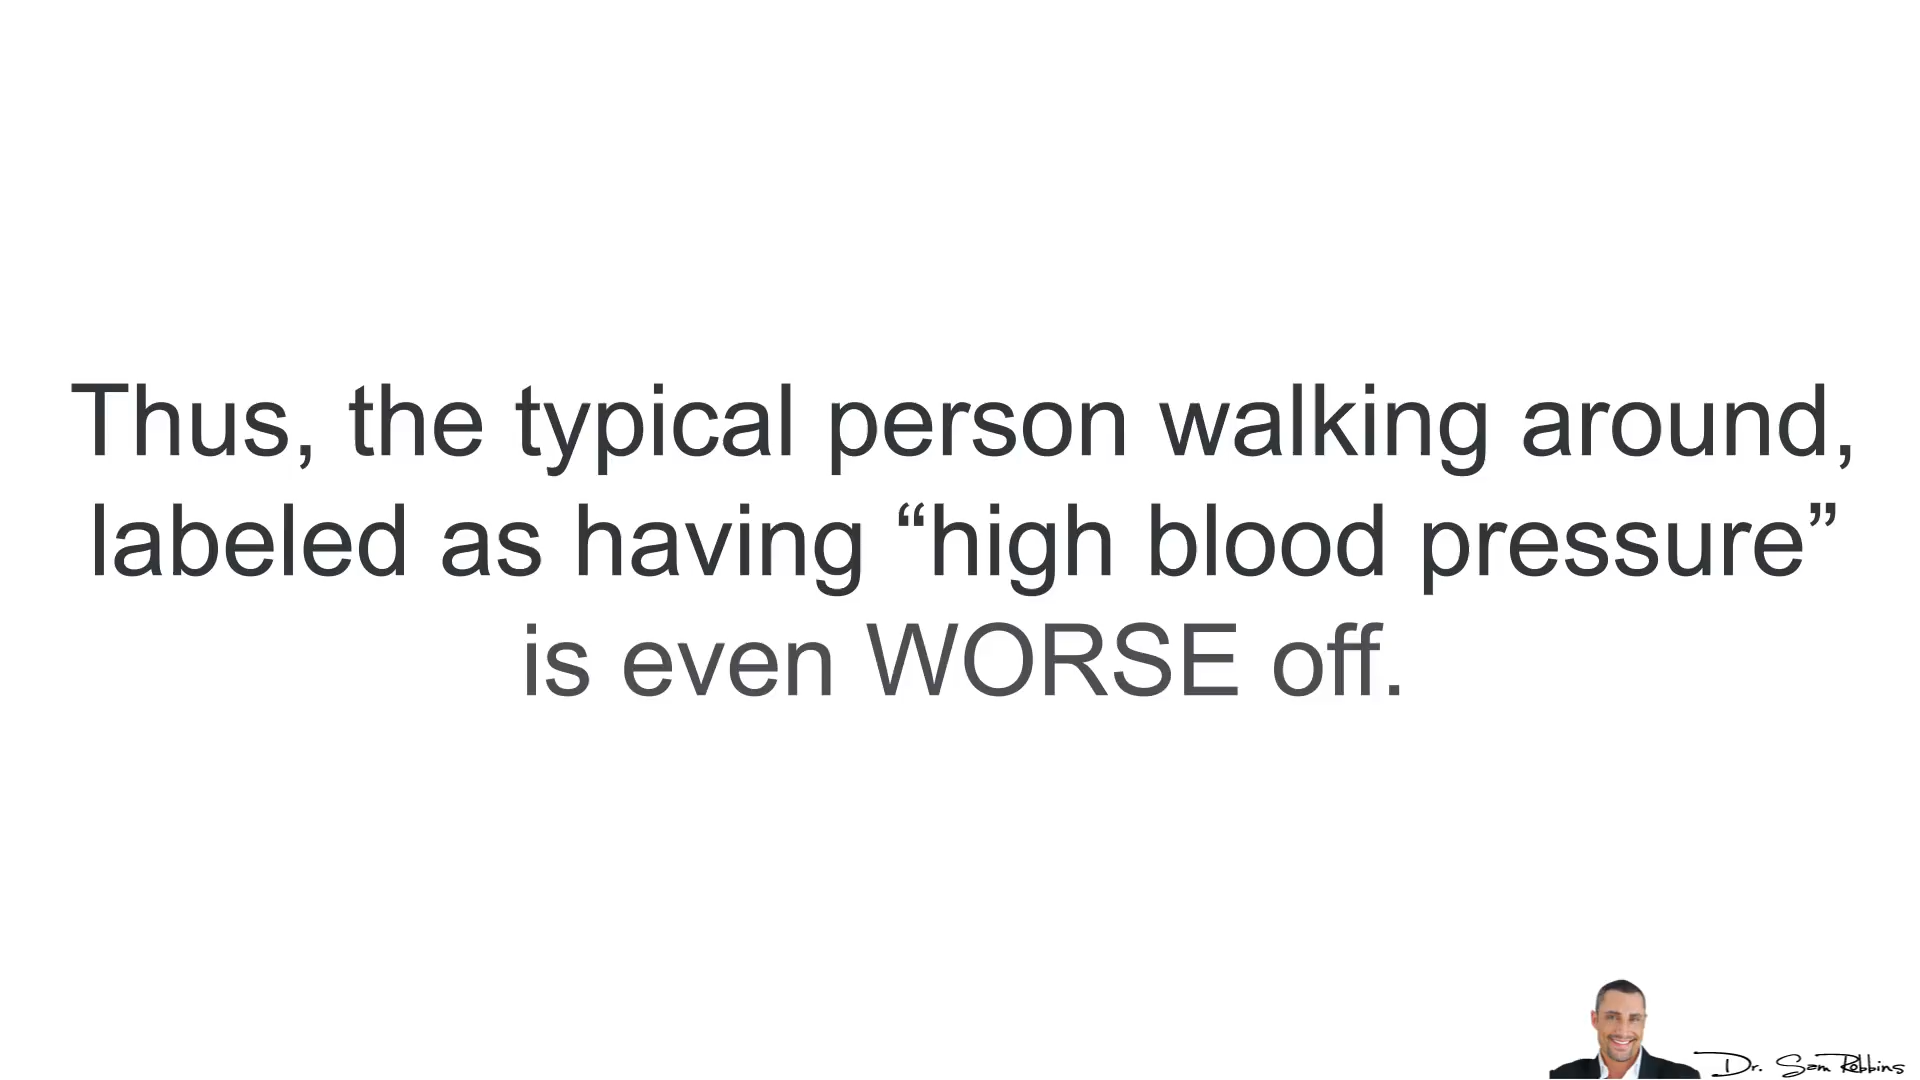 Thus, the typical person walking around,
labeled as having “high blood pressure”
is even WORSE off.
Dr. Sam Robbins